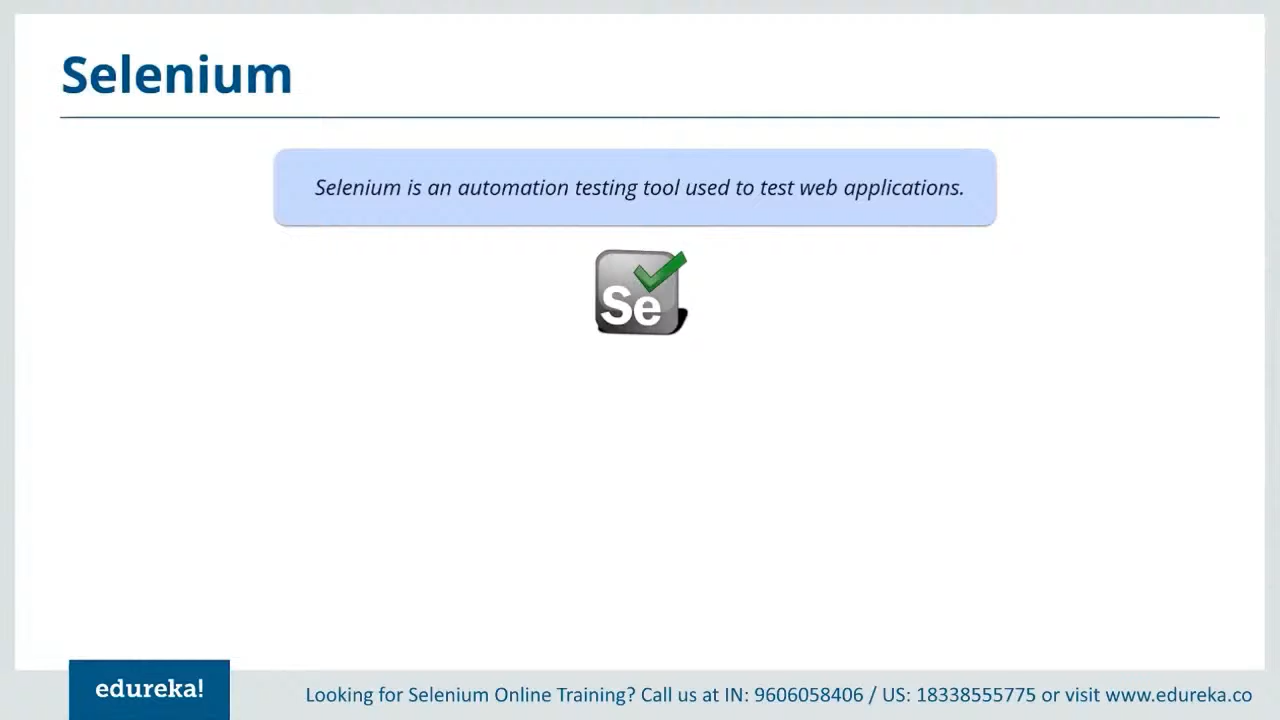 Selenium
Selenium is an automation testing tool used to test web applications.
Se
edureka!
Looking for Selenium Online Training? Call us at IN: 9606058406 / US: 18338555775 or visit www.edureka.co